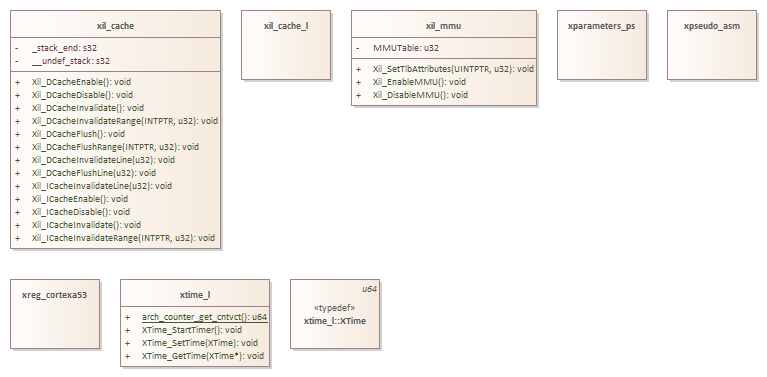 xil_cache
- _stack_end: s32
- __undef_stack: s32
+ Xil_DCacheEnable(): void
+ Xil_DCacheDisable(): void
+ Xil_DCacheInvalidate(): void
+ Xil_DCacheInvalidateRange(INTPTR, u32): void
+ Xil_DCacheFlush(): void
+ Xil_DCacheFlushRange(INTPTR, u32): void
+ Xil_DCacheInvalidateLine(u32): void
+ Xil_DCacheFlushLine(u32): void
+ Xil_ICacheInvalidateLine(u32): void
+ Xil_ICacheEnable(): void
+ Xil_ICacheDisable(): void
+ Xil_ICacheInvalidate(): void
+ Xil_ICacheInvalidateRange(INTPTR, u32): void
xil_cache_l
xil_mmu
- MMUTable: u32
+ Xil_SetTlbAttributes(UINTPTR, u32): void
+ Xil_EnableMMU(): void
+ Xil_DisableMMU(): void
xparameters_ps
xpseudo_asm
xreg_cortexa53
xtime_l
+ arch_counter_get_cntvct(): u64
+ XTime_StartTimer(): void
+ XTime_SetTime(XTime): void
+ XTime_GetTime(XTime*): void
u64
«typedef»
xtime_l::XTime